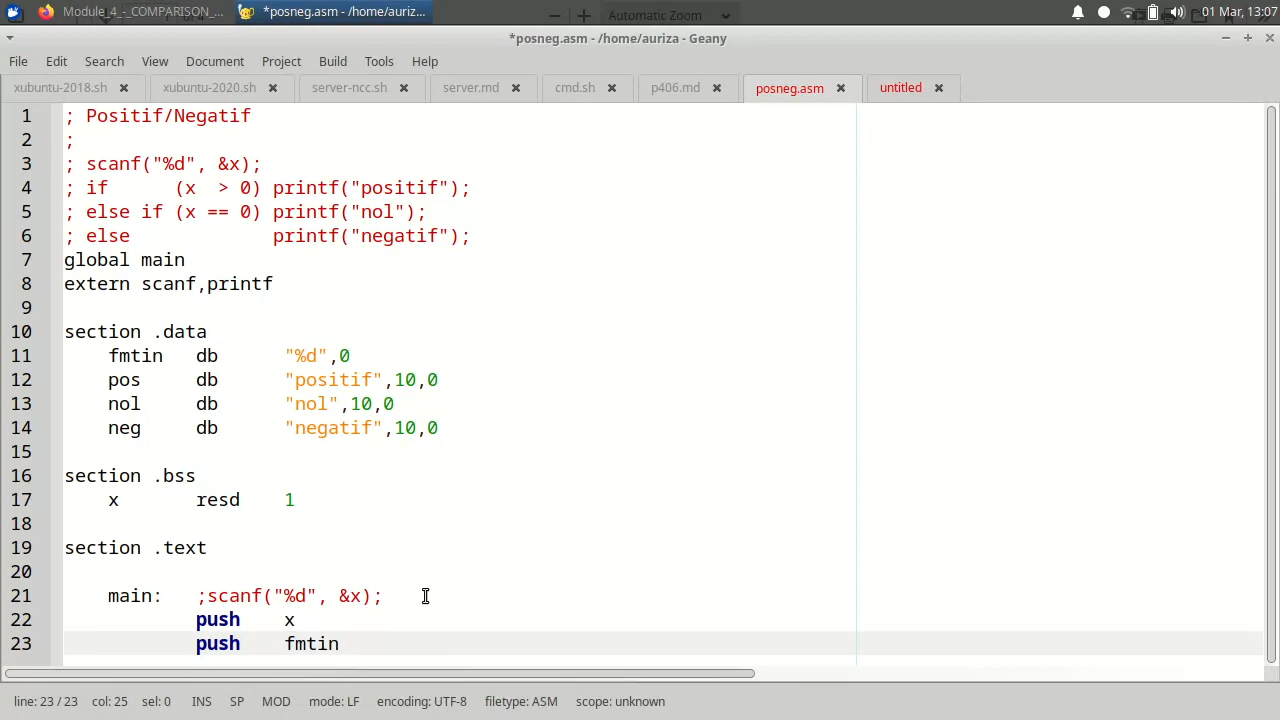 Module_4_-_COMPARISON_... *posneg.asm - /home/auriz... Automatic Zoom 01 Mar, 13:07
*posneg.asm - /home/auriza - Geany
File Edit Search View Document Project Build Tools Help
xubuntu-2018.sh xubuntu-2020.sh server-ncc.sh server.md cmd.sh p406.md posneg.asm untitled
1 ; Positif/Negatif
2 ;
3 ; scanf("%d", &x);
4 ; if      (x  > 0) printf("positif");
5 ; else if (x == 0) printf("nol");
6 ; else             printf("negatif");
7 global main
8 extern scanf,printf
9
10 section .data
11     fmtin   db      "%d",0
12     pos     db      "positif",10,0
13     nol     db      "nol",10,0
14     neg     db      "negatif",10,0
15
16 section .bss
17     x       resd    1
18
19 section .text
20
21     main:   ;scanf("%d", &x);
22             push    x
23             push    fmtin
line: 23 / 23 col: 25 sel: 0 INS SP MOD mode: LF encoding: UTF-8 filetype: ASM scope: unknown